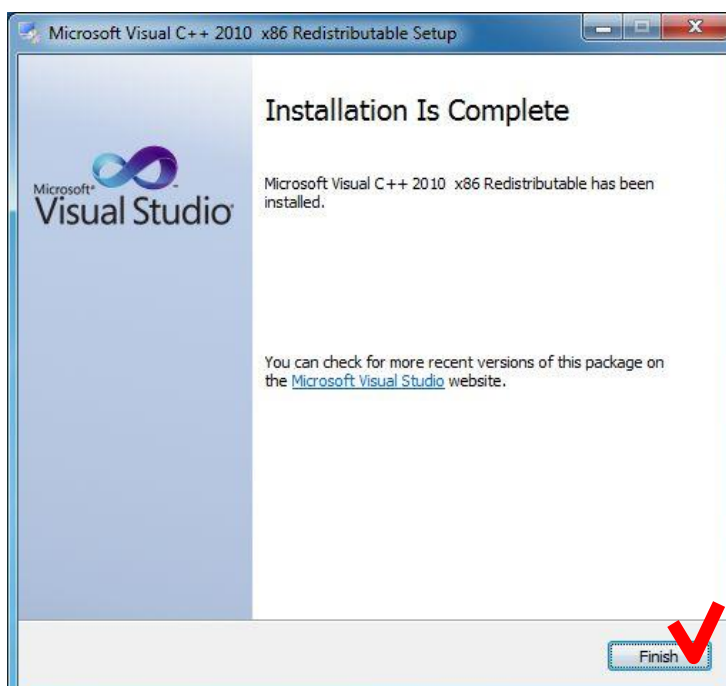 Microsoft Visual C++ 2010 x86 Redistributable Setup
Installation Is Complete
Microsoft®
Visual Studio®
Microsoft Visual C++ 2010 x86 Redistributable has been
installed.
You can check for more recent versions of this package on
the Microsoft Visual Studio website.
Finish